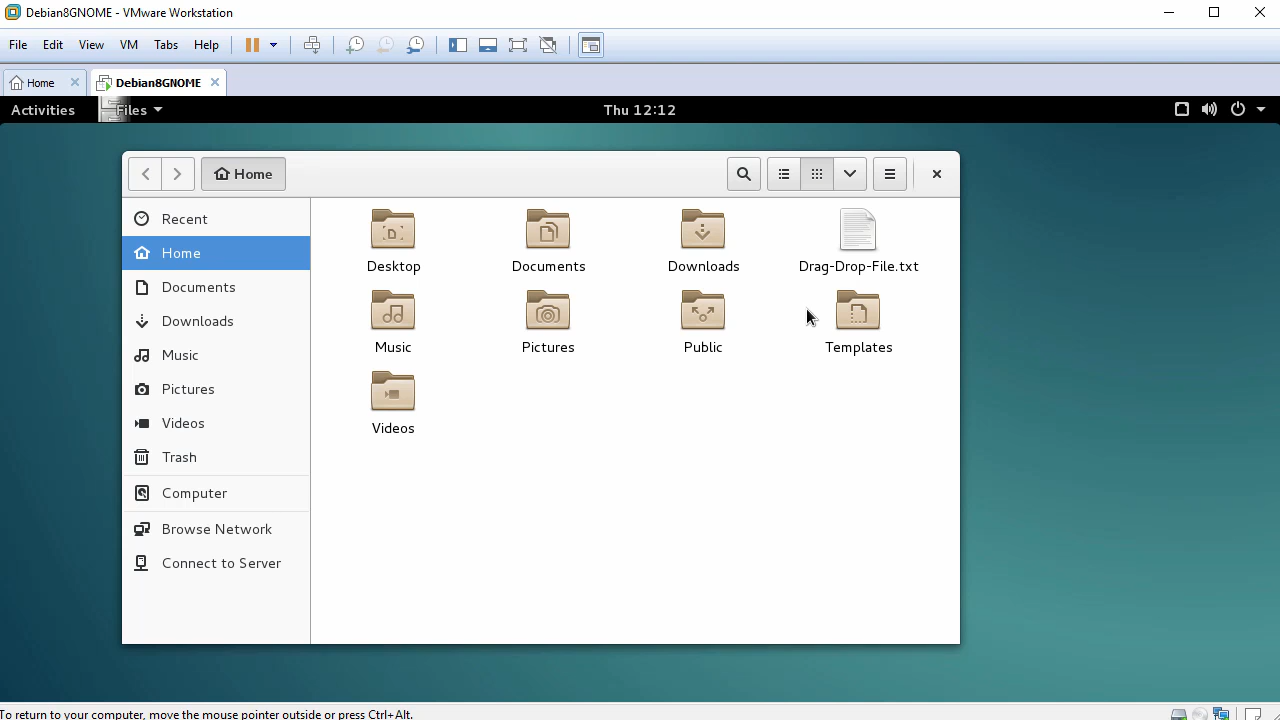 Debian8GNOME - VMware Workstation
File Edit View VM Tabs Help
Home Debian8GNOME
Activities Files Thu 12:12
Home
Recent
Home
Documents
Downloads
Music
Pictures
Videos
Trash
Computer
Browse Network
Connect to Server
Desktop Documents Downloads Drag-Drop-File.txt
Music Pictures Public Templates
Videos
To return to your computer, move the mouse pointer outside or press Ctrl+Alt.